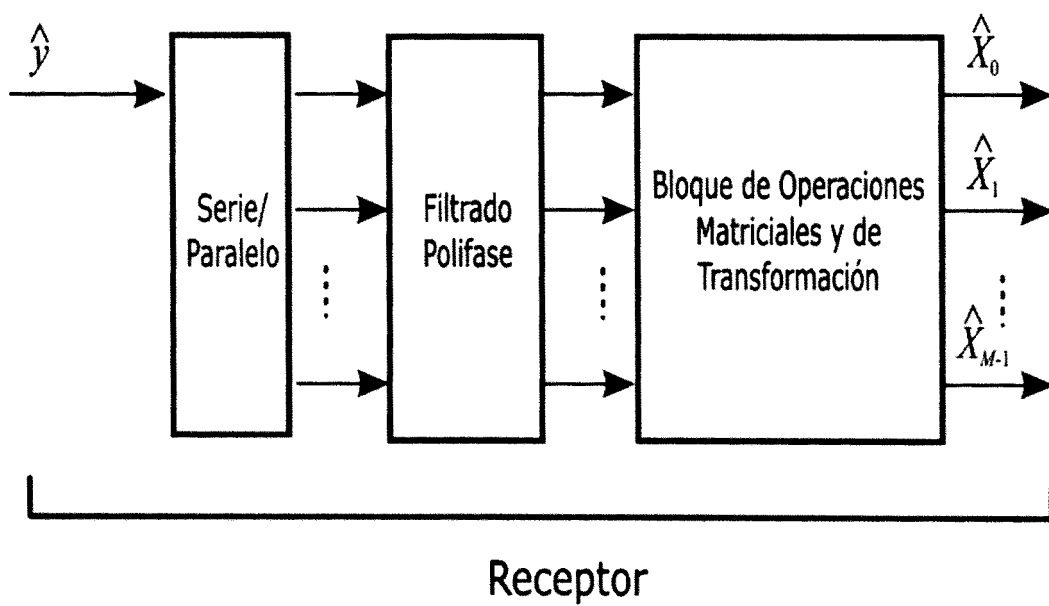 ŷ
Serie/
Paralelo
Filtrado
Polifase
Bloque de Operaciones
Matriciales y de
Transformación
X̂₀
X̂₁
X̂_{M-1}
Receptor